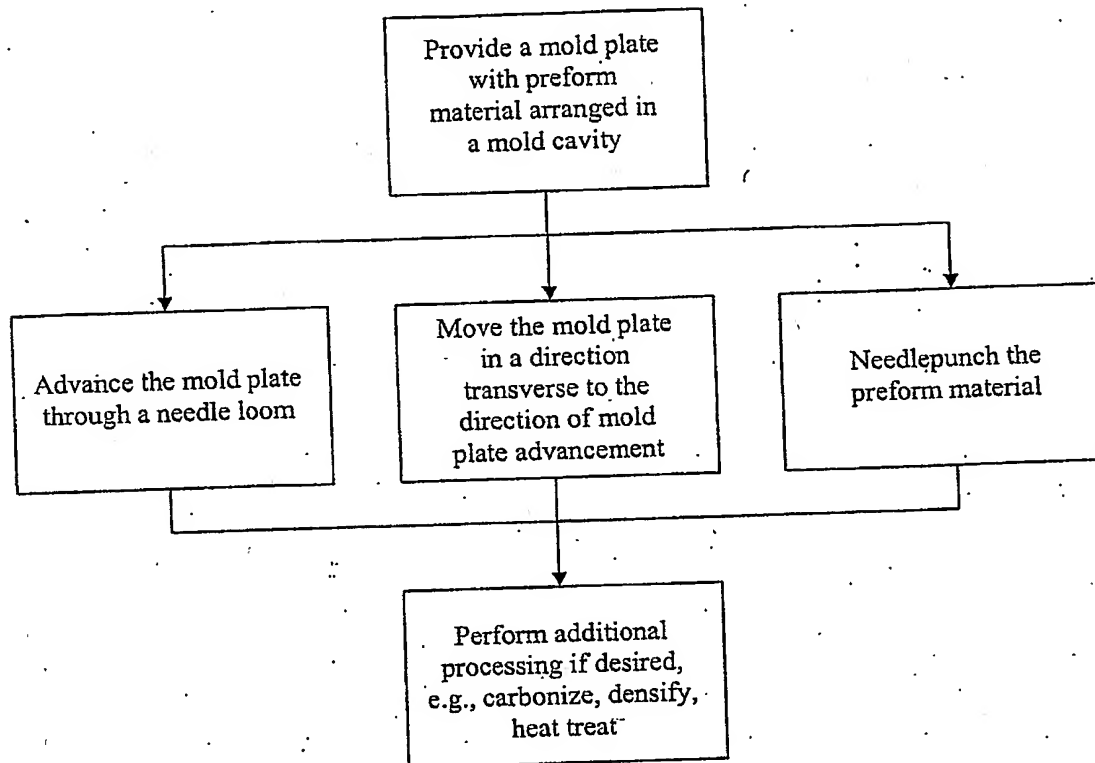 Provide a mold plate
with preform
material arranged in
a mold cavity
Advance the mold plate
through a needle loom
Move the mold plate
in a direction
transverse to the
direction of mold
plate advancement
Needlepunch the
preform material
Perform additional
processing if desired,
e.g., carbonize, densify,
heat treat